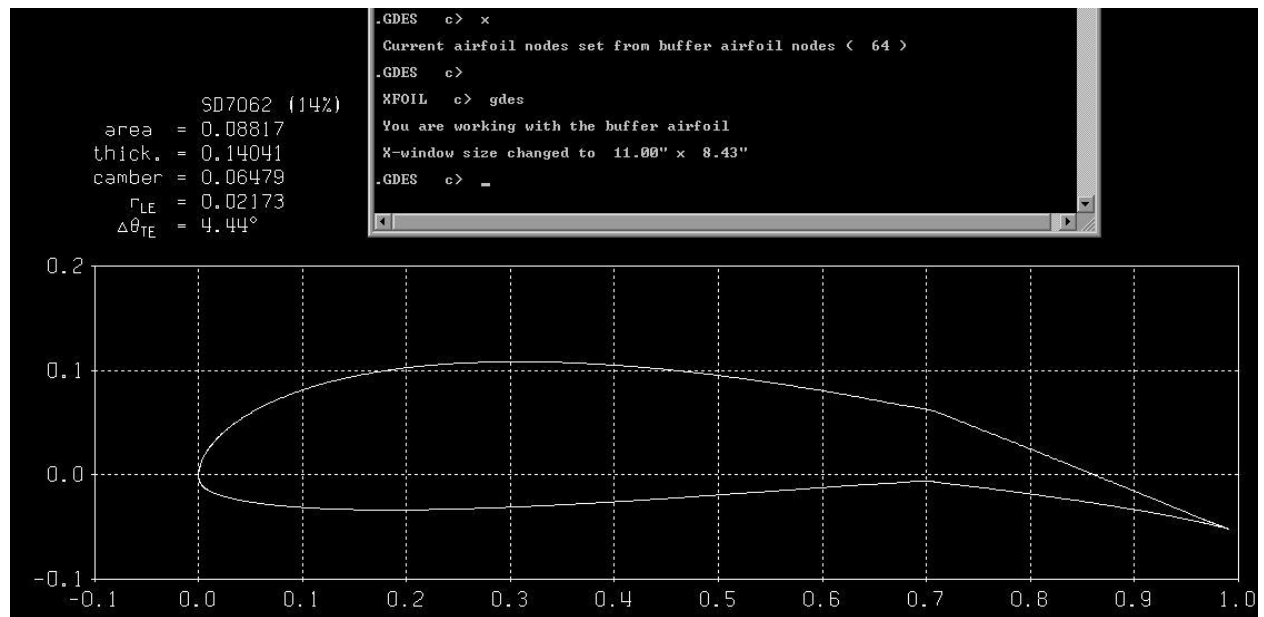 .GDES   c>  x
Current airfoil nodes set from buffer airfoil nodes (  64 )
.GDES   c>
XFOIL   c>  gdes
You are working with the buffer airfoil
X-window size changed to  11.00" x  8.43"
.GDES   c>  _
SD7062 (14%)
area = 0.08817
thick. = 0.14041
camber = 0.06479
rLE = 0.02173
ΔθTE = 4.44°
0.2
0.1
0.0
-0.1
-0.1 0.0 0.1 0.2 0.3 0.4 0.5 0.6 0.7 0.8 0.9 1.0